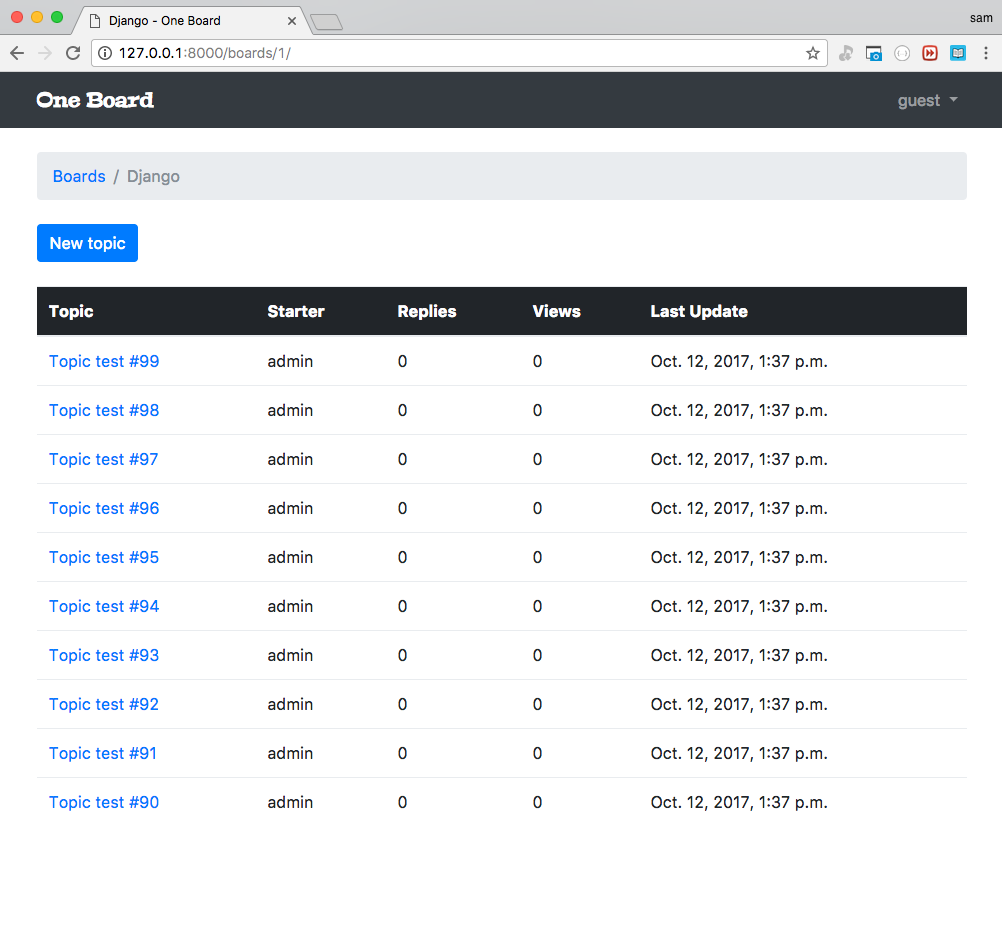 Django - One Board
sam
127.0.0.1:8000/boards/1/
One Board
guest
Boards / Django
New topic
Topic Starter Replies Views Last Update
Topic test #99 admin 0 0 Oct. 12, 2017, 1:37 p.m.
Topic test #98 admin 0 0 Oct. 12, 2017, 1:37 p.m.
Topic test #97 admin 0 0 Oct. 12, 2017, 1:37 p.m.
Topic test #96 admin 0 0 Oct. 12, 2017, 1:37 p.m.
Topic test #95 admin 0 0 Oct. 12, 2017, 1:37 p.m.
Topic test #94 admin 0 0 Oct. 12, 2017, 1:37 p.m.
Topic test #93 admin 0 0 Oct. 12, 2017, 1:37 p.m.
Topic test #92 admin 0 0 Oct. 12, 2017, 1:37 p.m.
Topic test #91 admin 0 0 Oct. 12, 2017, 1:37 p.m.
Topic test #90 admin 0 0 Oct. 12, 2017, 1:37 p.m.